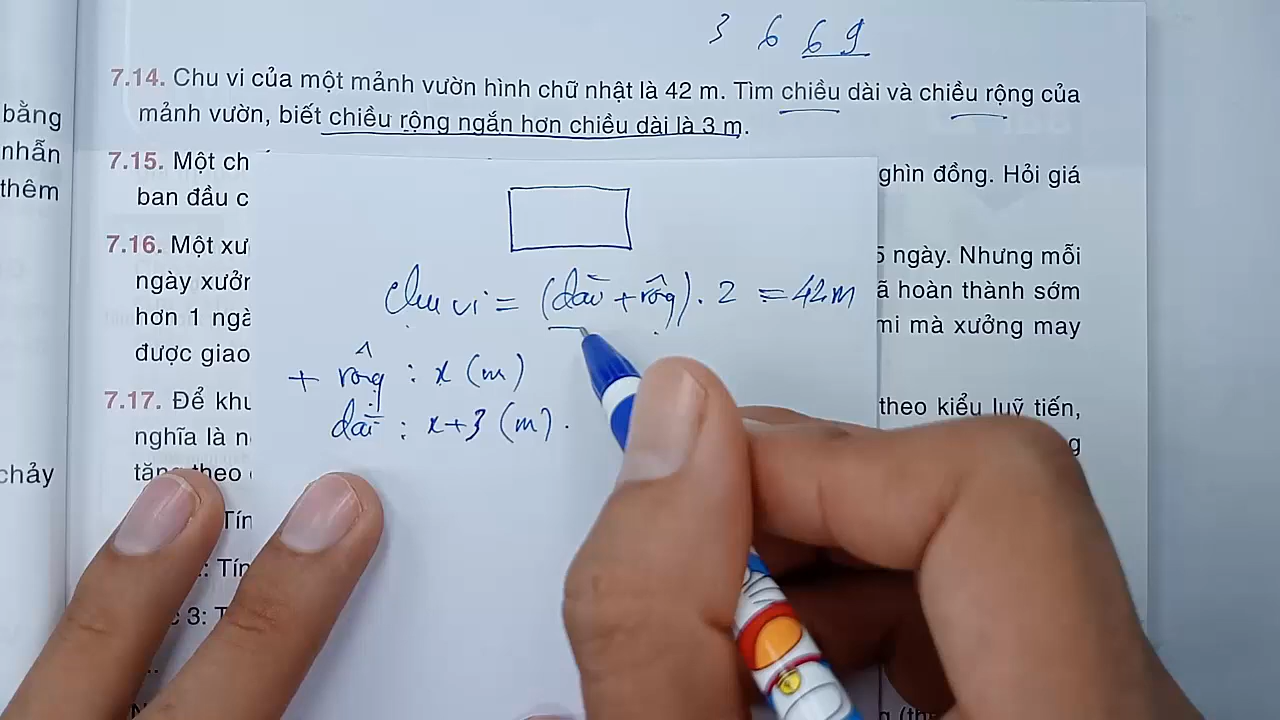 3 6 6 9
7.14. Chu vi của một mảnh vườn hình chữ nhật là 42 m. Tìm chiều dài và chiều rộng của
mảnh vườn, biết chiều rộng ngắn hơn chiều dài là 3 m.
bằng
nhẫn
thêm
chảy
7.15. Một ch
ghìn đồng. Hỏi giá
ban đầu c
7.16. Một xư
5 ngày. Nhưng mỗi
ngày xưởn
ã hoàn thành sớm
hơn 1 ngà
mi mà xưởng may
được giao
7.17. Để khu
theo kiểu luỹ tiến,
nghĩa là n
g
tăng theo
Chu vi = (dài + rộng) . 2 = 42m
+ rộng : x (m)
dài : x+3 (m).
Tín
: Tín
3: T